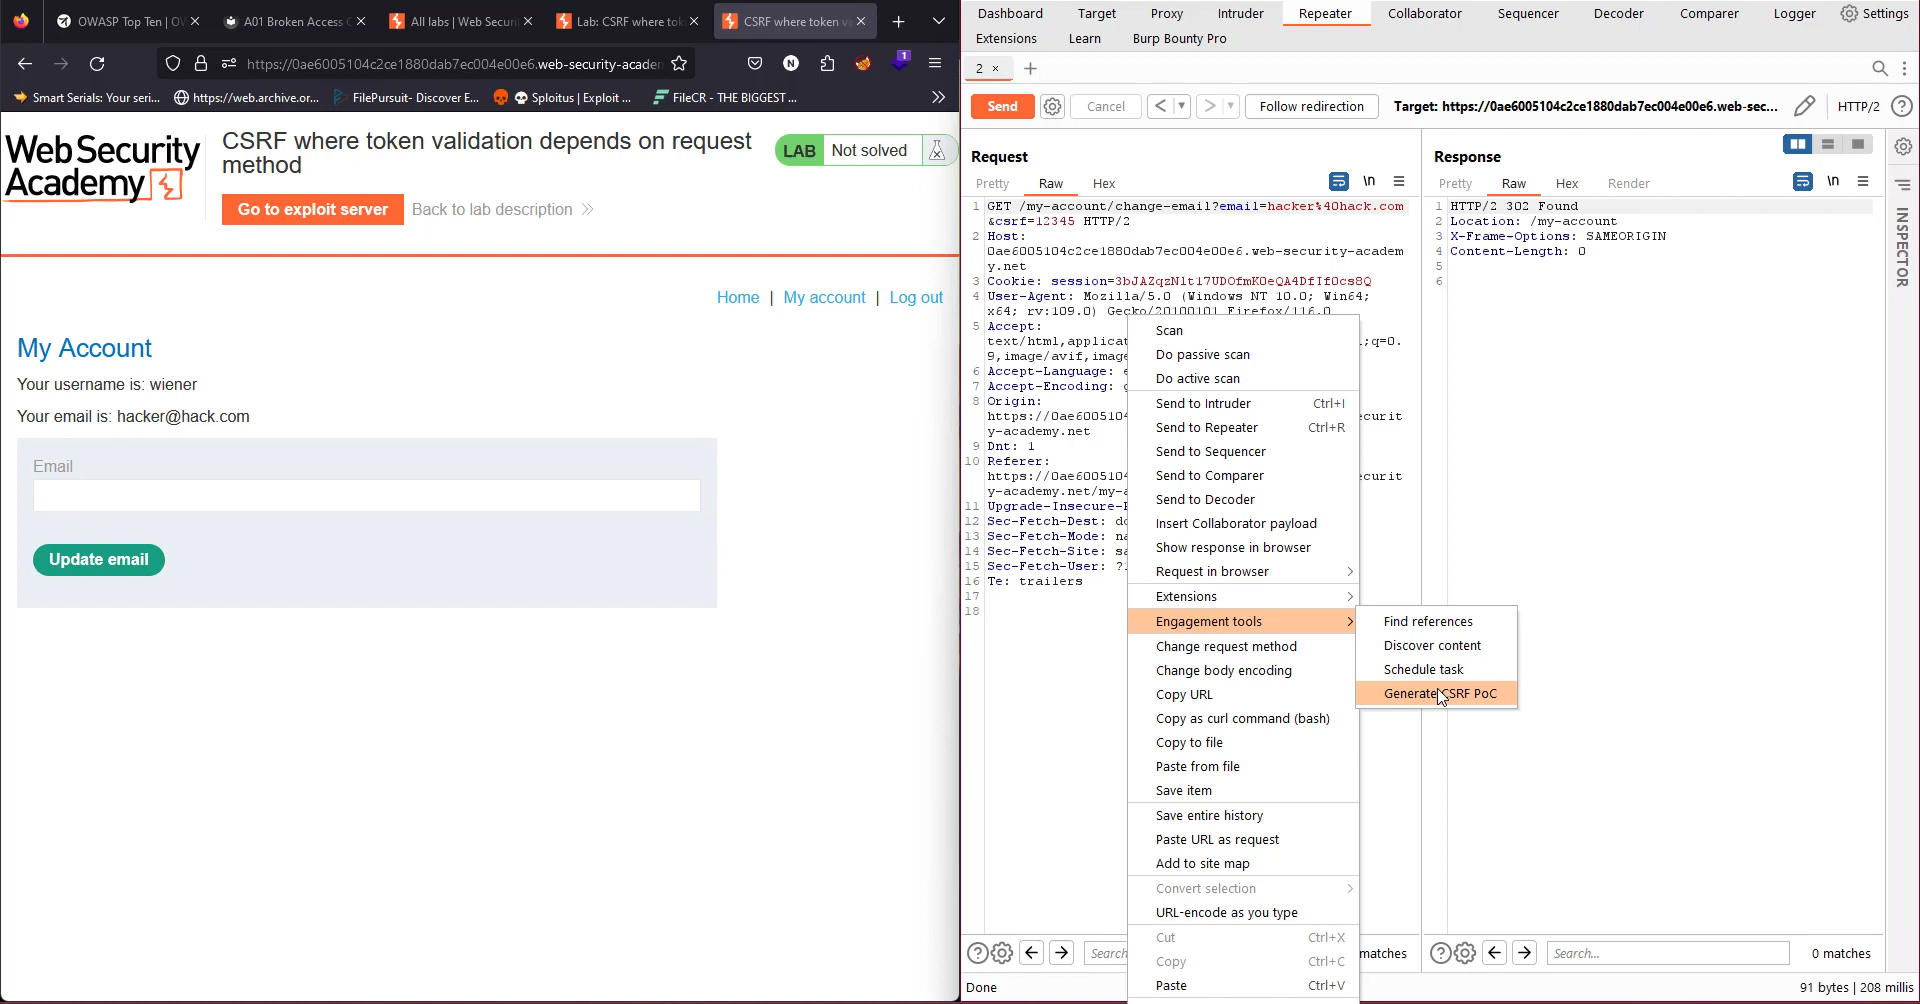 OWASP Top Ten | OW
A01 Broken Access C
All labs | Web Securi
Lab: CSRF where tok
CSRF where token va
https://0ae6005104c2ce1880dab7ec004e00e6.web-security-acade
1
Smart Serials: Your seri...
https://web.archive.or...
FilePursuit- Discover E...
Sploitus | Exploit ...
FileCR - THE BIGGEST ...
WebSecurity
Academy
CSRF where token validation depends on request
method
LAB Not solved
Go to exploit server
Back to lab description
Home | My account | Log out
My Account
Your username is: wiener
Your email is: hacker@hack.com
Email
Update email
Dashboard Target Proxy Intruder Repeater Collaborator Sequencer Decoder Comparer Logger Settings
Extensions Learn Burp Bounty Pro
2 × +
Send Cancel < > Follow redirection Target: https://0ae6005104c2ce1880dab7ec004e00e6.web-sec... HTTP/2 ?
Request
Pretty Raw Hex \n
1 GET /my-account/change-email?email=hacker%40hack.com
&csrf=12345 HTTP/2
2 Host:
0ae6005104c2ce1880dab7ec004e00e6.web-security-academ
y.net
3 Cookie: session=3bJAZqzNlt17UDOfmK0eQA4DfIf0cs8Q
4 User-Agent: Mozilla/5.0 (Windows NT 10.0; Win64;
x64; rv:109.0) Gecko/20100101 Firefox/116.0
5 Accept:
text/html,applicat ;q=0.
9,image/avif,image
6 Accept-Language: e
7 Accept-Encoding: g
8 Origin:
https://0ae6005104 curit
y-academy.net
9 Dnt: 1
10 Referer:
https://0ae6005104 curit
y-academy.net/my-a
11 Upgrade-Insecure-R
12 Sec-Fetch-Dest: do
13 Sec-Fetch-Mode: na
14 Sec-Fetch-Site: sa
15 Sec-Fetch-User: ?1
16 Te: trailers
17
18
Scan
Do passive scan
Do active scan
Send to Intruder Ctrl+I
Send to Repeater Ctrl+R
Send to Sequencer
Send to Comparer
Send to Decoder
Insert Collaborator payload
Show response in browser
Request in browser
Extensions
Engagement tools
Change request method
Change body encoding
Copy URL
Copy as curl command (bash)
Copy to file
Paste from file
Save item
Save entire history
Paste URL as request
Add to site map
Convert selection
URL-encode as you type
Cut Ctrl+X
Copy Ctrl+C
Paste Ctrl+V
Find references
Discover content
Schedule task
Generate CSRF PoC
Response
Pretty Raw Hex Render \n
1 HTTP/2 302 Found
2 Location: /my-account
3 X-Frame-Options: SAMEORIGIN
4 Content-Length: 0
5
6
INSPECTOR
? Search matches
? Search... 0 matches
Done
91 bytes | 208 millis